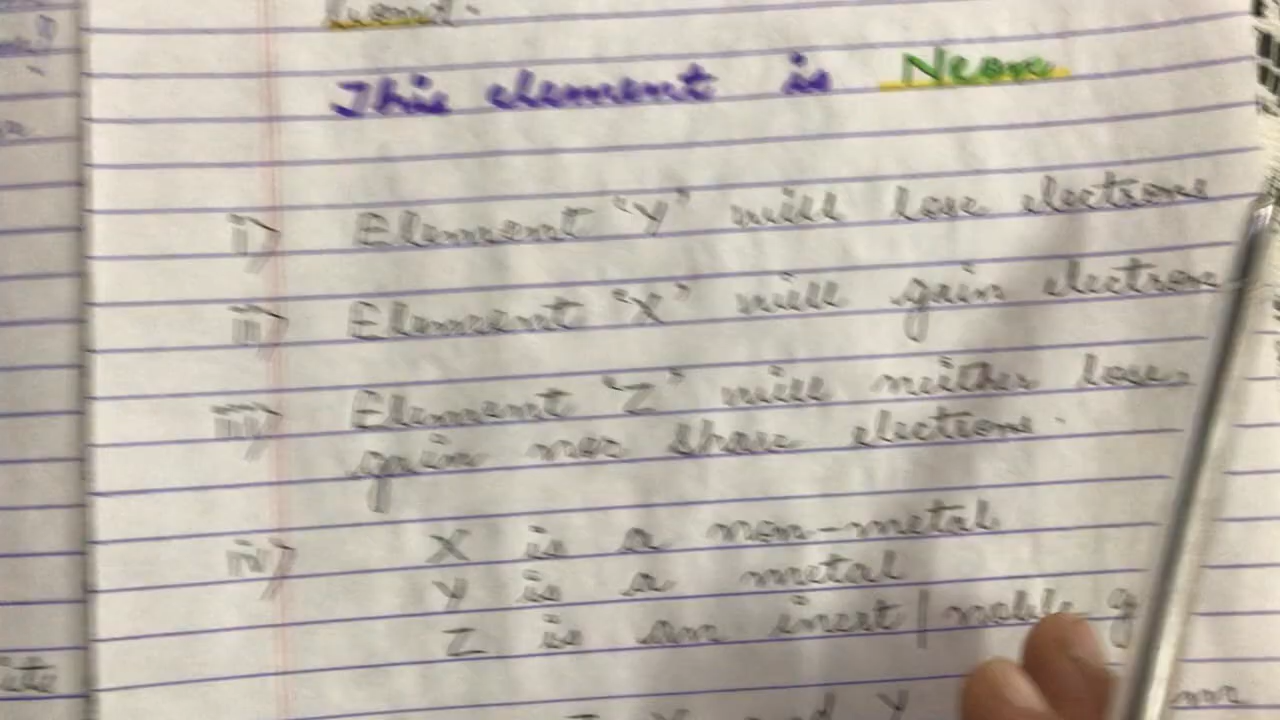 This element is Neon
i) Element "Y" will lose electrons
ii) Element "X" will gain electrons
iii) Element "Z" will neither lose,
gain nor share electrons.
iv) X is a non-metal
Y is a metal
Z is an inert | noble g
Y